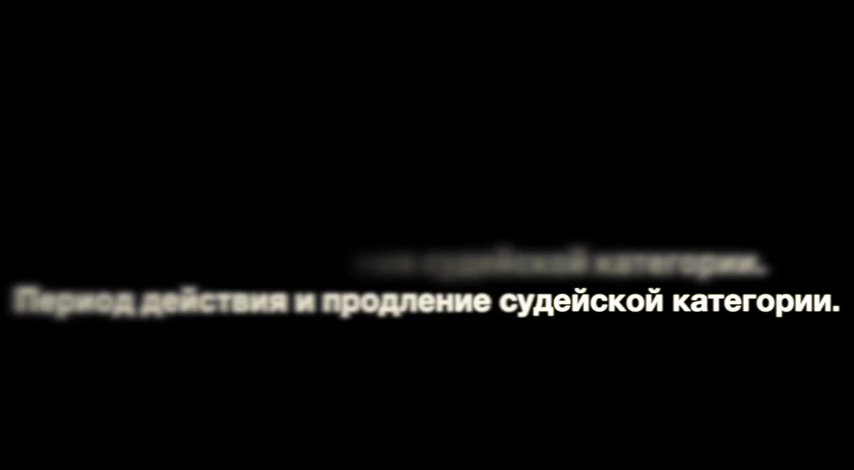 судейской категории.
Период действия и продление судейской категории.